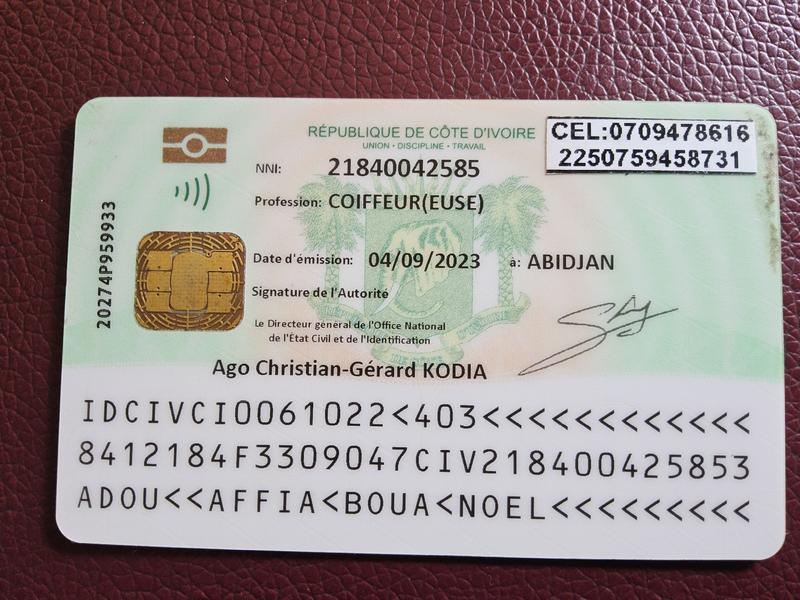 RÉPUBLIQUE DE CÔTE D'IVOIRE
UNION - DISCIPLINE - TRAVAIL
CEL:0709478616
2250759458731
NNI: 21840042585
Profession: COIFFEUR(EUSE)
20274P959933
Date d'émission: 04/09/2023 à: ABIDJAN
Signature de l'Autorité
Le Directeur général de l'Office National
de l'État Civil et de l'Identification
Ago Christian-Gérard KODIA
IDCIVCI0061022<403<<<<<<<<<<<<
8412184F3309047CIV218400425853
ADOU<<AFFIA<BOUA<NOEL<<<<<<<<<